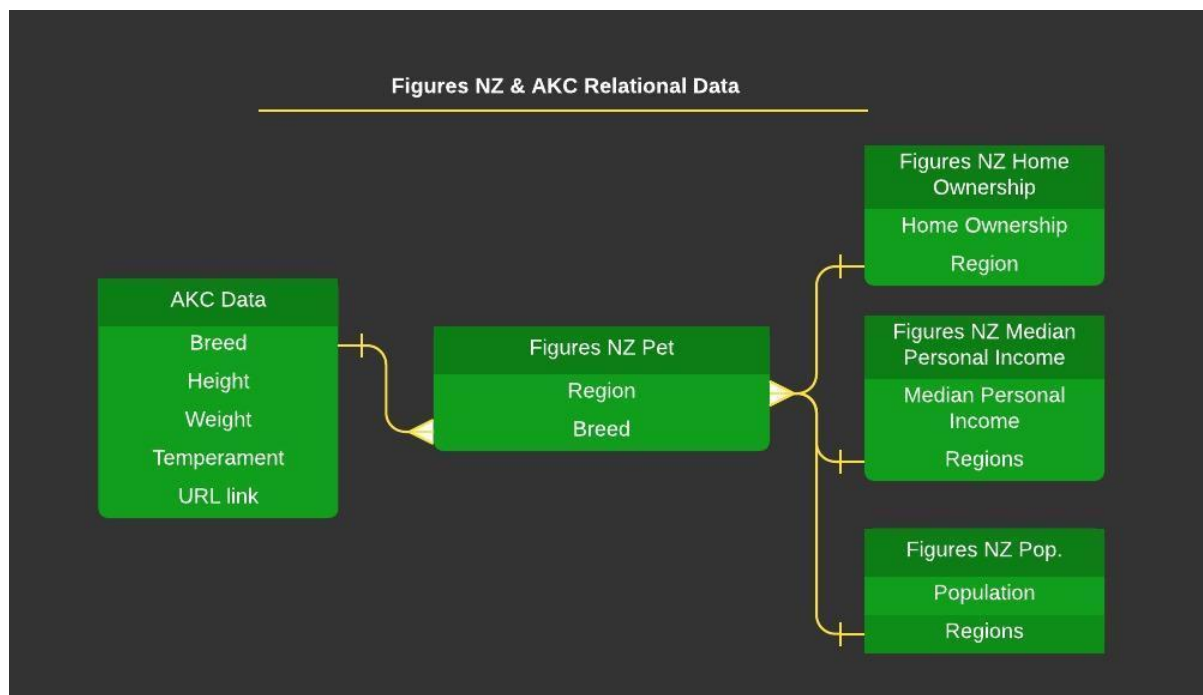 Figures NZ & AKC Relational Data
AKC Data
Breed
Height
Weight
Temperament
URL link
Figures NZ Pet
Region
Breed
Figures NZ Home
Ownership
Home Ownership
Region
Figures NZ Median
Personal Income
Median Personal
Income
Regions
Figures NZ Pop.
Population
Regions